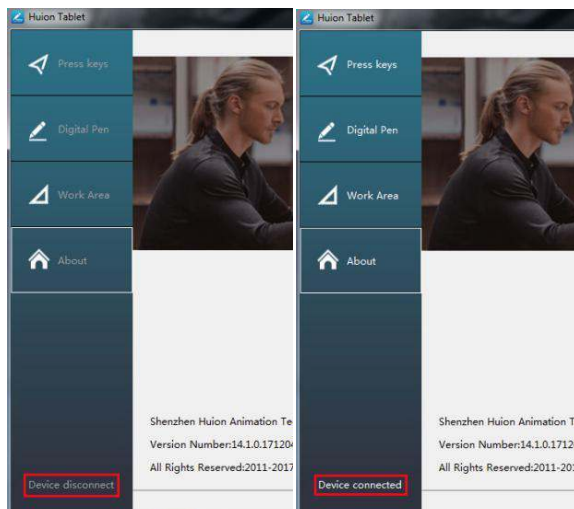 Huion Tablet
Press keys
Digital Pen
Work Area
About
Shenzhen Huion Animation Te
Version Number:14.1.0.17120
All Rights Reserved:2011-2017
Device disconnect
Huion Tablet
Press keys
Digital Pen
Work Area
About
Shenzhen Huion Animation T
Version Number:14.1.0.1712
All Rights Reserved:2011-20
Device connected